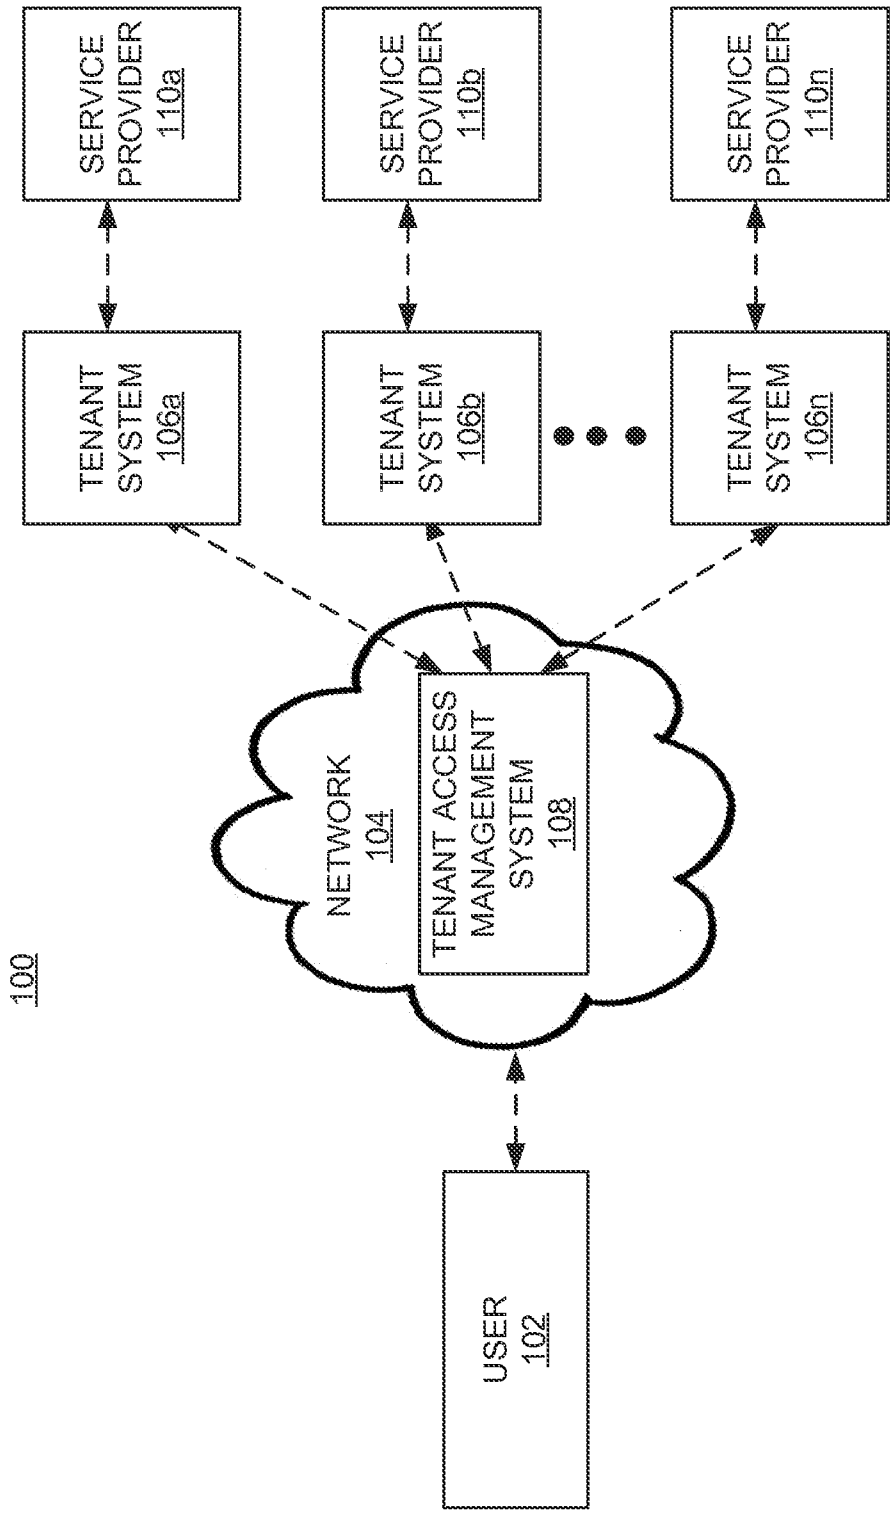 100
USER
102
NETWORK
104
TENANT ACCESS
MANAGEMENT
SYSTEM
108
TENANT
SYSTEM
106a
SERVICE
PROVIDER
110a
TENANT
SYSTEM
106b
SERVICE
PROVIDER
110b
TENANT
SYSTEM
106n
SERVICE
PROVIDER
110n